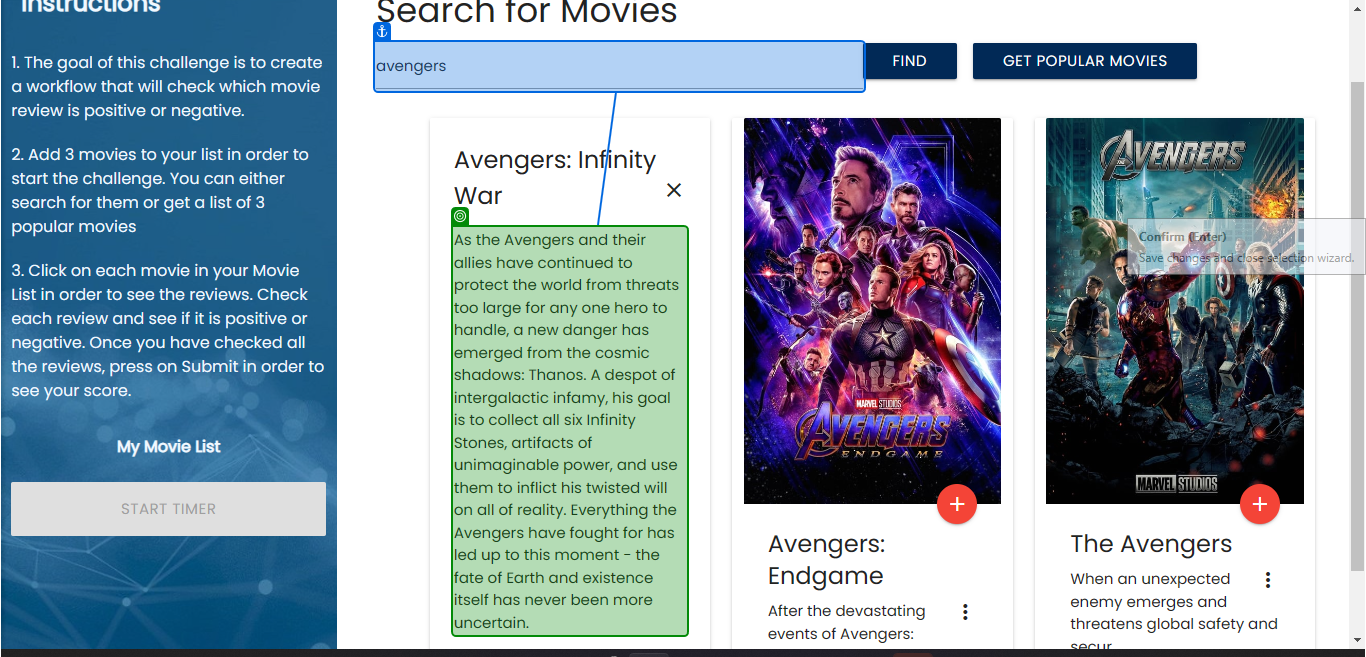 Instructions
1. The goal of this challenge is to create
a workflow that will check which movie
review is positive or negative.
2. Add 3 movies to your list in order to
start the challenge. You can either
search for them or get a list of 3
popular movies
3. Click on each movie in your Movie
List in order to see the reviews. Check
each review and see if it is positive or
negative. Once you have checked all
the reviews, press on Submit in order to
see your score.
My Movie List
START TIMER
Search for Movies
avengers
FIND
GET POPULAR MOVIES
Avengers: Infinity
War
As the Avengers and their
allies have continued to
protect the world from threats
too large for any one hero to
handle, a new danger has
emerged from the cosmic
shadows: Thanos. A despot of
intergalactic infamy, his goal
is to collect all six Infinity
Stones, artifacts of
unimaginable power, and use
them to inflict his twisted will
on all of reality. Everything the
Avengers have fought for has
led up to this moment - the
fate of Earth and existence
itself has never been more
uncertain.
MARVEL STUDIOS
AVENGERS
ENDGAME
Avengers:
Endgame
After the devastating
events of Avengers:
AVENGERS
Confirm (Enter)
Save changes and close selection wizard.
MARVEL STUDIOS
The Avengers
When an unexpected
enemy emerges and
threatens global safety and
secur